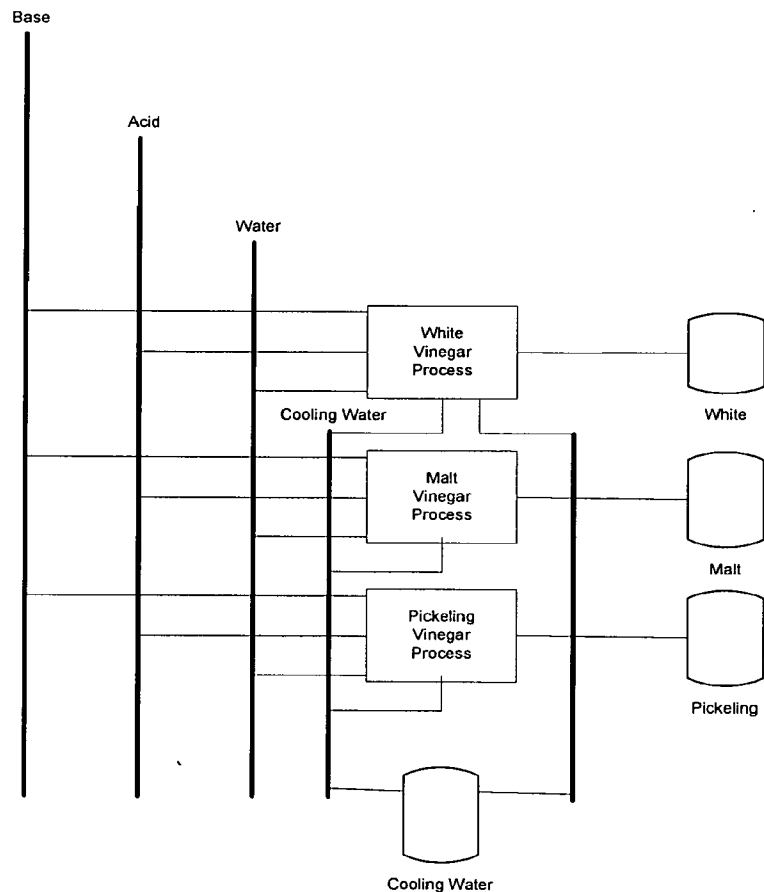 Base
Acid
Water
White
Vinegar
Process
White
Cooling Water
Malt
Vinegar
Process
Malt
Pickeling
Vinegar
Process
Pickeling
Cooling Water